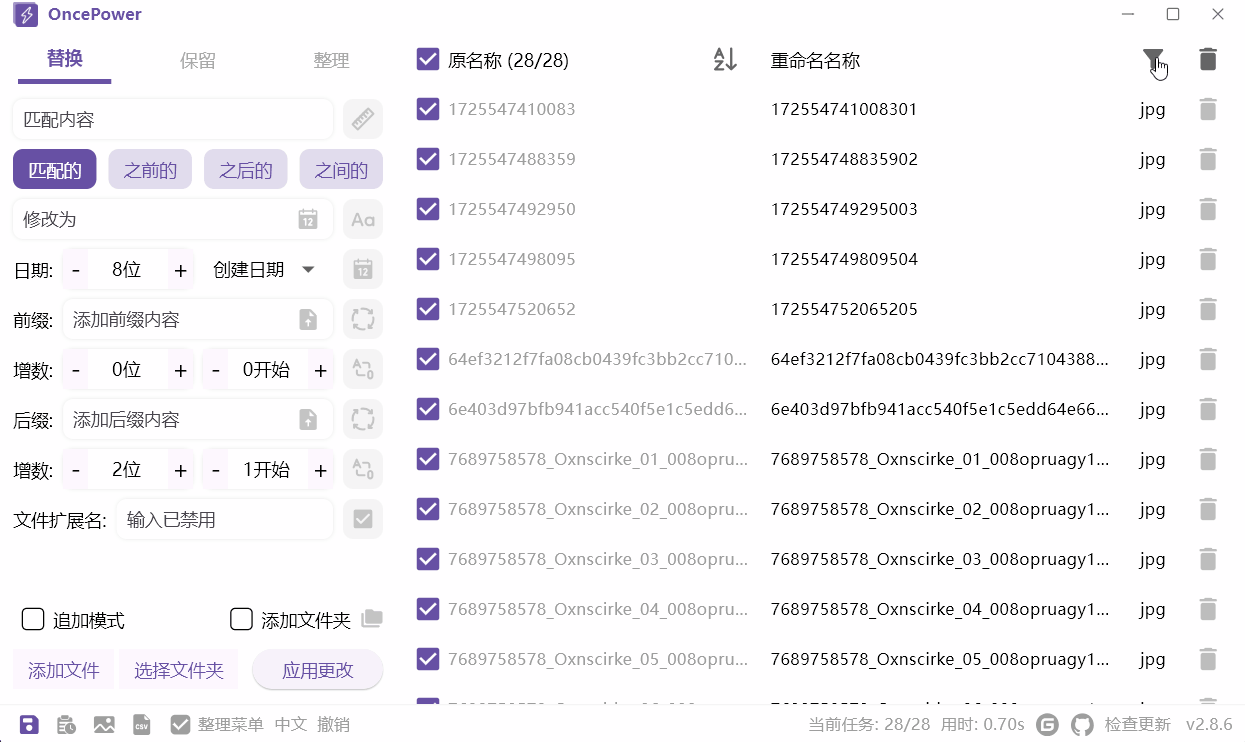 OncePower
替换 保留 整理
匹配内容
匹配的 之前的 之后的 之间的
修改为 12 Aa
日期: - 8位 + 创建日期 12
前缀: 添加前缀内容
增数: - 0位 + - 0开始 +
后缀: 添加后缀内容
增数: - 2位 + - 1开始 +
文件扩展名: 输入已禁用
追加模式 添加文件夹
添加文件 选择文件夹 应用更改
原名称 (28/28) 重命名名称
1725547410083 172554741008301 jpg
1725547488359 172554748835902 jpg
1725547492950 172554749295003 jpg
1725547498095 172554749809504 jpg
1725547520652 172554752065205 jpg
64ef3212f7fa08cb0439fc3bb2cc710... 64ef3212f7fa08cb0439fc3bb2cc7104388... jpg
6e403d97bfb941acc540f5e1c5edd6... 6e403d97bfb941acc540f5e1c5edd64e66... jpg
7689758578_Oxnscirke_01_008opru... 7689758578_Oxnscirke_01_008opruagy1... jpg
7689758578_Oxnscirke_02_008opru... 7689758578_Oxnscirke_02_008opruagy1... jpg
7689758578_Oxnscirke_03_008opru... 7689758578_Oxnscirke_03_008opruagy1... jpg
7689758578_Oxnscirke_04_008opru... 7689758578_Oxnscirke_04_008opruagy1... jpg
7689758578_Oxnscirke_05_008opru... 7689758578_Oxnscirke_05_008opruagy1... jpg
CSV 整理菜单 中文 撤销 当前任务: 28/28 用时: 0.70s 检查更新 v2.8.6